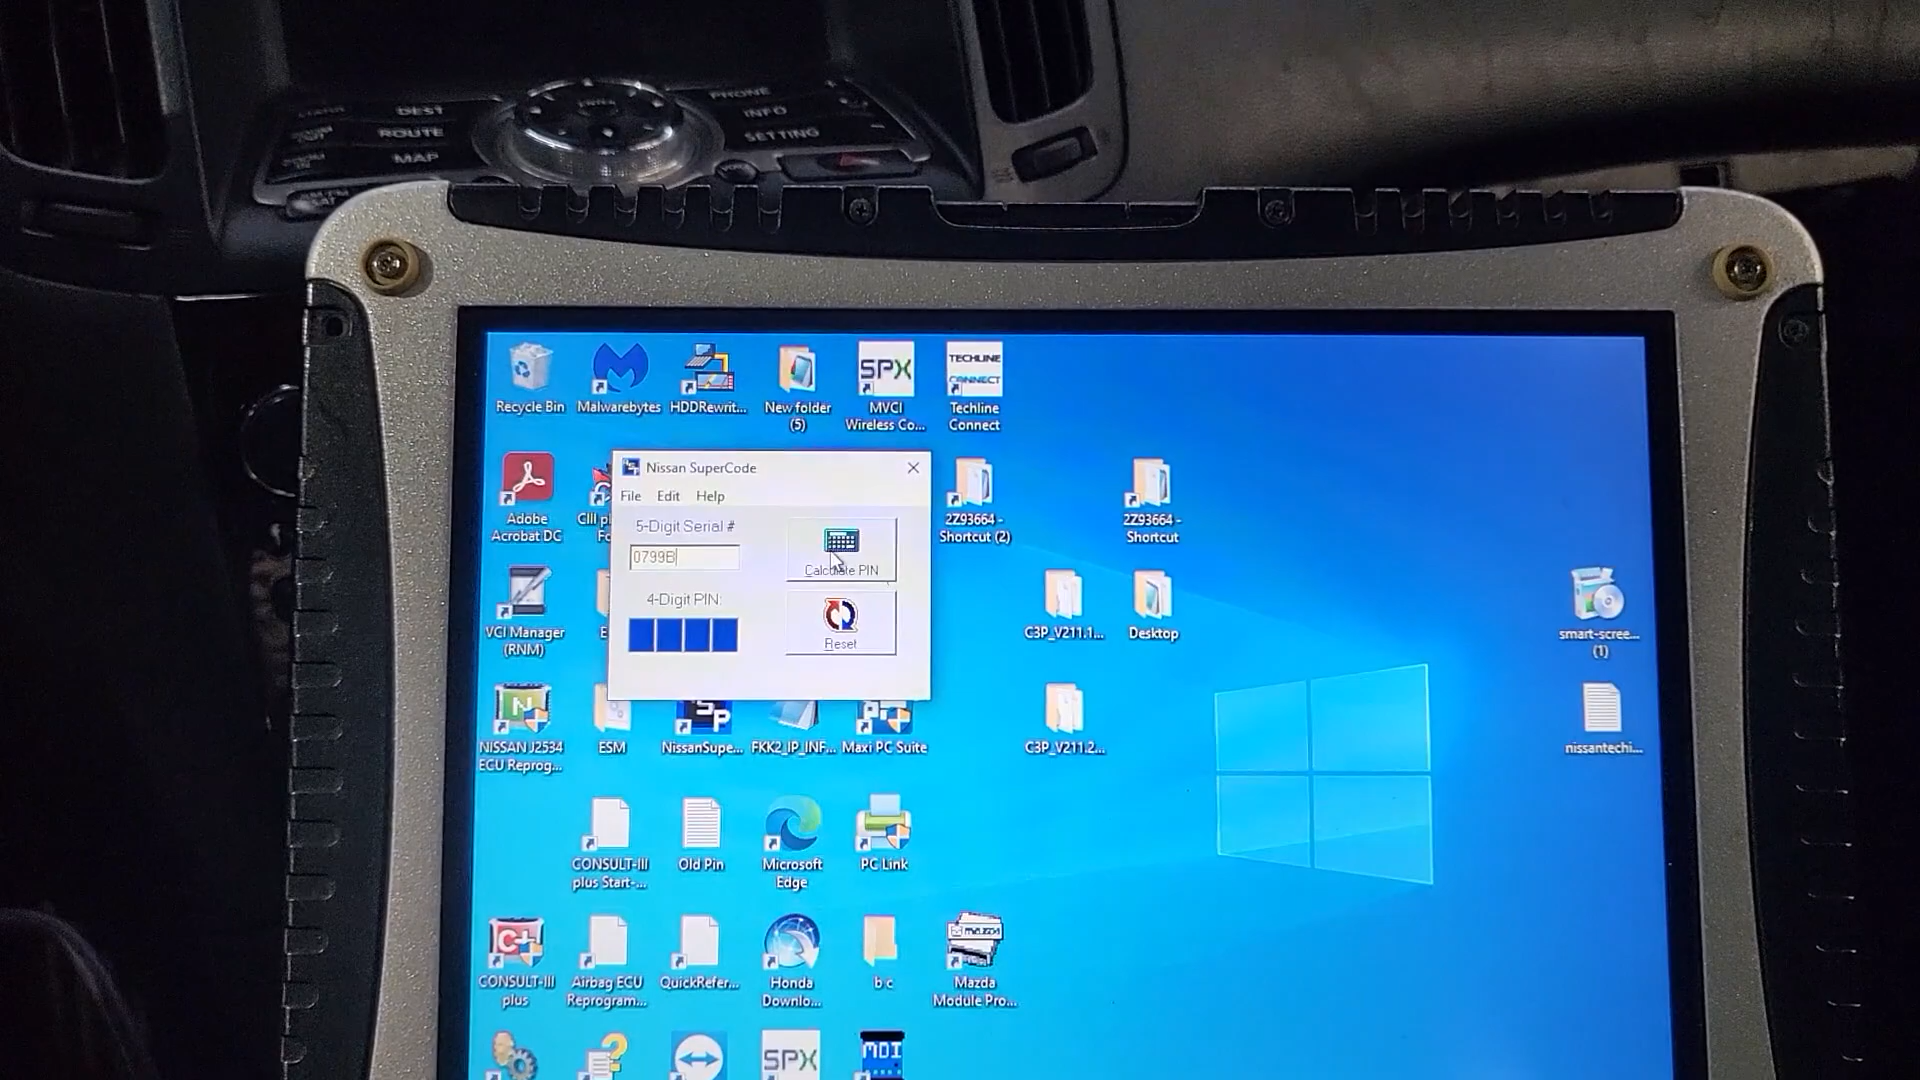 DEST
PHONE
ROUTE
INFO
MAP
SETTING
Recycle Bin
Malwarebytes
HDDRewrit...
New folder
(5)
SPX
MVCI
Wireless Co...
TECHLINE
CONNECT
Techline
Connect
Adobe
Acrobat DC
Nissan SuperCode
File Edit Help
5-Digit Serial #
0799B
Calculate PIN
4-Digit PIN:
Reset
2Z93664 -
Shortcut (2)
2Z93664 -
Shortcut
VCI Manager
(RNM)
C3P_V211.1...
Desktop
smart-scree...
(1)
NISSAN J2534
ECU Reprog...
ESM
NissanSupe...
FKK2_IP_INF...
Maxi PC Suite
C3P_V211.2...
nissantechi...
CONSULT-III
plus Start-...
Old Pin
Microsoft
Edge
PC Link
CONSULT-III
plus
Airbag ECU
Reprogram...
QuickRefer...
Honda
Downlo...
b c
mazda
Mazda
Module Pro...
SPX
MDI